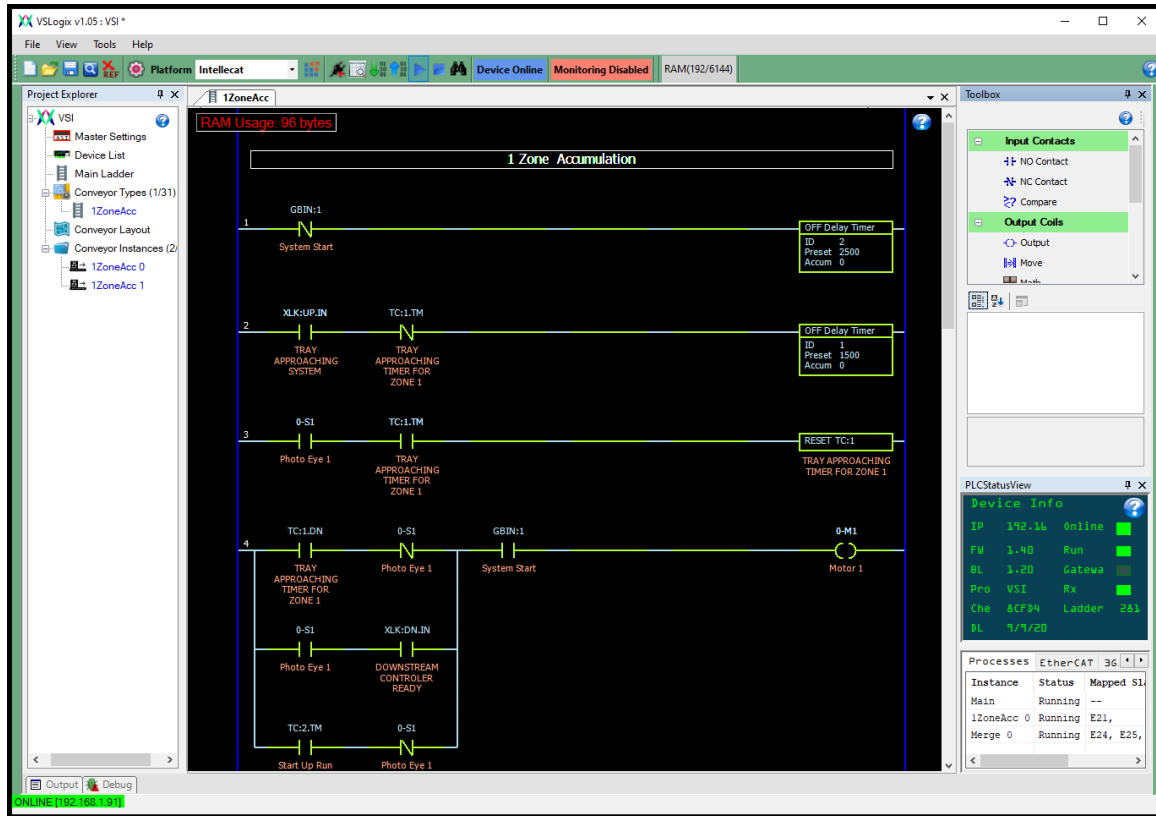 VSLogix v1.05 : VSI *
File View Tools Help
REF Platform Intellecat Device Online Monitoring Disabled RAM(192/6144)
Project Explorer
VSI
Master Settings
Device List
Main Ladder
Conveyor Types (1/31)
1ZoneAcc
Conveyor Layout
Conveyor Instances (2/
1ZoneAcc 0
1ZoneAcc 1
1ZoneAcc
RAM Usage: 96 bytes
1 Zone Accumulation
1
GBIN:1
System Start
OFF Delay Timer
ID 2
Preset 2500
Accum 0
2
XLK:UP.IN
TRAY
APPROACHING
SYSTEM
TC:1.TM
TRAY
APPROACHING
TIMER FOR
ZONE 1
OFF Delay Timer
ID 1
Preset 1500
Accum 0
3
0-S1
Photo Eye 1
TC:1.TM
TRAY
APPROACHING
TIMER FOR
ZONE 1
RESET TC:1
TRAY APPROACHING
TIMER FOR ZONE 1
4
TC:1.DN
TRAY
APPROACHING
TIMER FOR
ZONE 1
0-S1
Photo Eye 1
GBIN:1
System Start
0-M1
Motor 1
0-S1
Photo Eye 1
XLK:DN.IN
DOWNSTREAM
CONTROLER
READY
TC:2.TM
Start Up Run
0-S1
Photo Eye 1
Toolbox
Input Contacts
NO Contact
NC Contact
Compare
Output Coils
Output
Move
Math
PLCStatusView
Device Info
IP 192.16 Online
FW 1.40 Run
BL 1.20 Gatewa
Pro VSI Rx
Che 8CFD4 Ladder 281
DL 9/9/20
Processes EtherCAT 3G
Instance Status Mapped Sl
Main Running --
1ZoneAcc 0 Running E21,
Merge 0 Running E24, E25,
Output Debug
ONLINE [192.168.1.91]